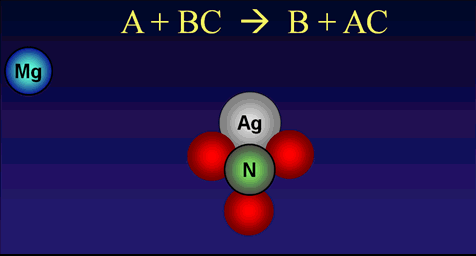 A + BC → B + AC
Mg
Ag
N